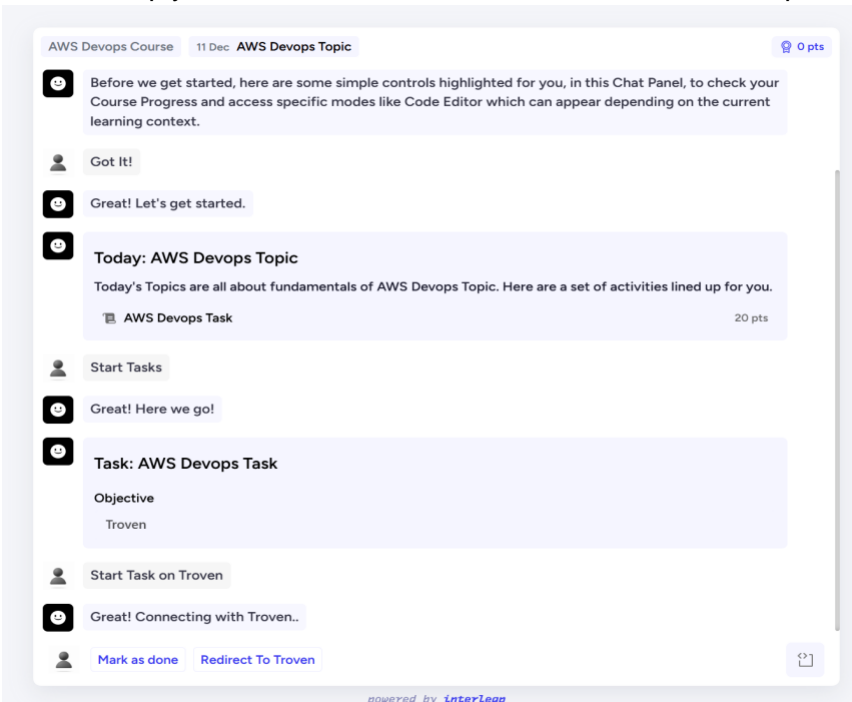 AWS Devops Course 11 Dec AWS Devops Topic 0 pts
Before we get started, here are some simple controls highlighted for you, in this Chat Panel, to check your
Course Progress and access specific modes like Code Editor which can appear depending on the current
learning context.
Got It!
Great! Let's get started.
Today: AWS Devops Topic
Today's Topics are all about fundamentals of AWS Devops Topic. Here are a set of activities lined up for you.
AWS Devops Task 20 pts
Start Tasks
Great! Here we go!
Task: AWS Devops Task
Objective
Troven
Start Task on Troven
Great! Connecting with Troven..
Mark as done Redirect To Troven
powered by